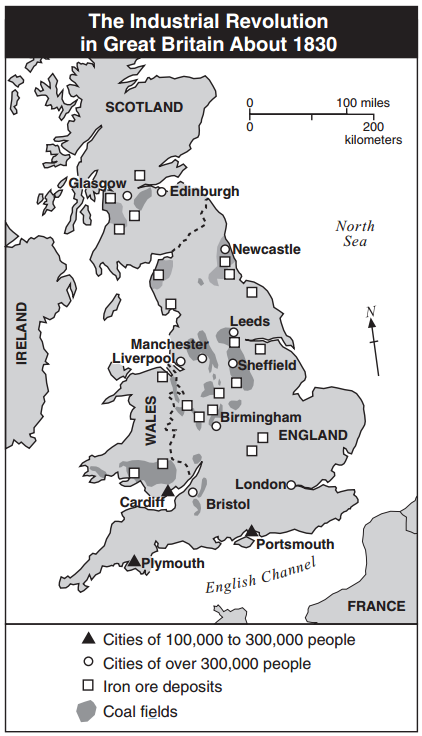 The Industrial Revolution
in Great Britain About 1830
SCOTLAND
0 100 miles
0 200
kilometers
Glasgow
Edinburgh
North
Sea
Newcastle
N
IRELAND
Leeds
Manchester
Liverpool
Sheffield
WALES
Birmingham
ENGLAND
London
Cardiff
Bristol
Portsmouth
Plymouth
English Channel
FRANCE
Cities of 100,000 to 300,000 people
Cities of over 300,000 people
Iron ore deposits
Coal fields